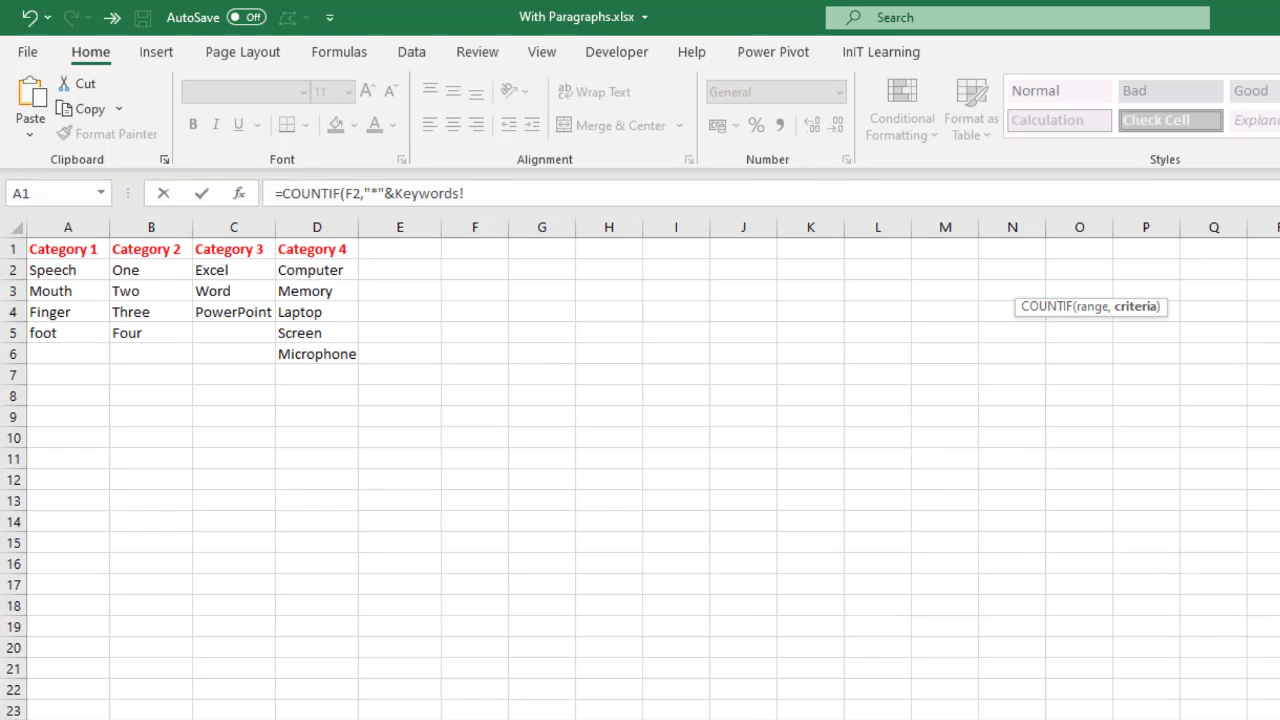 AutoSave Off With Paragraphs.xlsx Search
File Home Insert Page Layout Formulas Data Review View Developer Help Power Pivot InIT Learning
Paste Cut Copy Format Painter
Clipboard
11
B I U A
Font
ab Wrap Text
Merge & Center
Alignment
General
% 9
Number
Conditional Formatting
Format as Table
Normal Bad Good
Calculation Check Cell Explan
Styles
A1 fx =COUNTIF(F2,"*"&Keywords!
A B C D E F G H I J K L M N O P Q
1 Category 1 Category 2 Category 3 Category 4
2 Speech One Excel Computer
3 Mouth Two Word Memory
4 Finger Three PowerPoint Laptop
COUNTIF(range, criteria)
5 foot Four Screen
6 Microphone
7
8
9
10
11
12
13
14
15
16
17
18
19
20
21
22
23